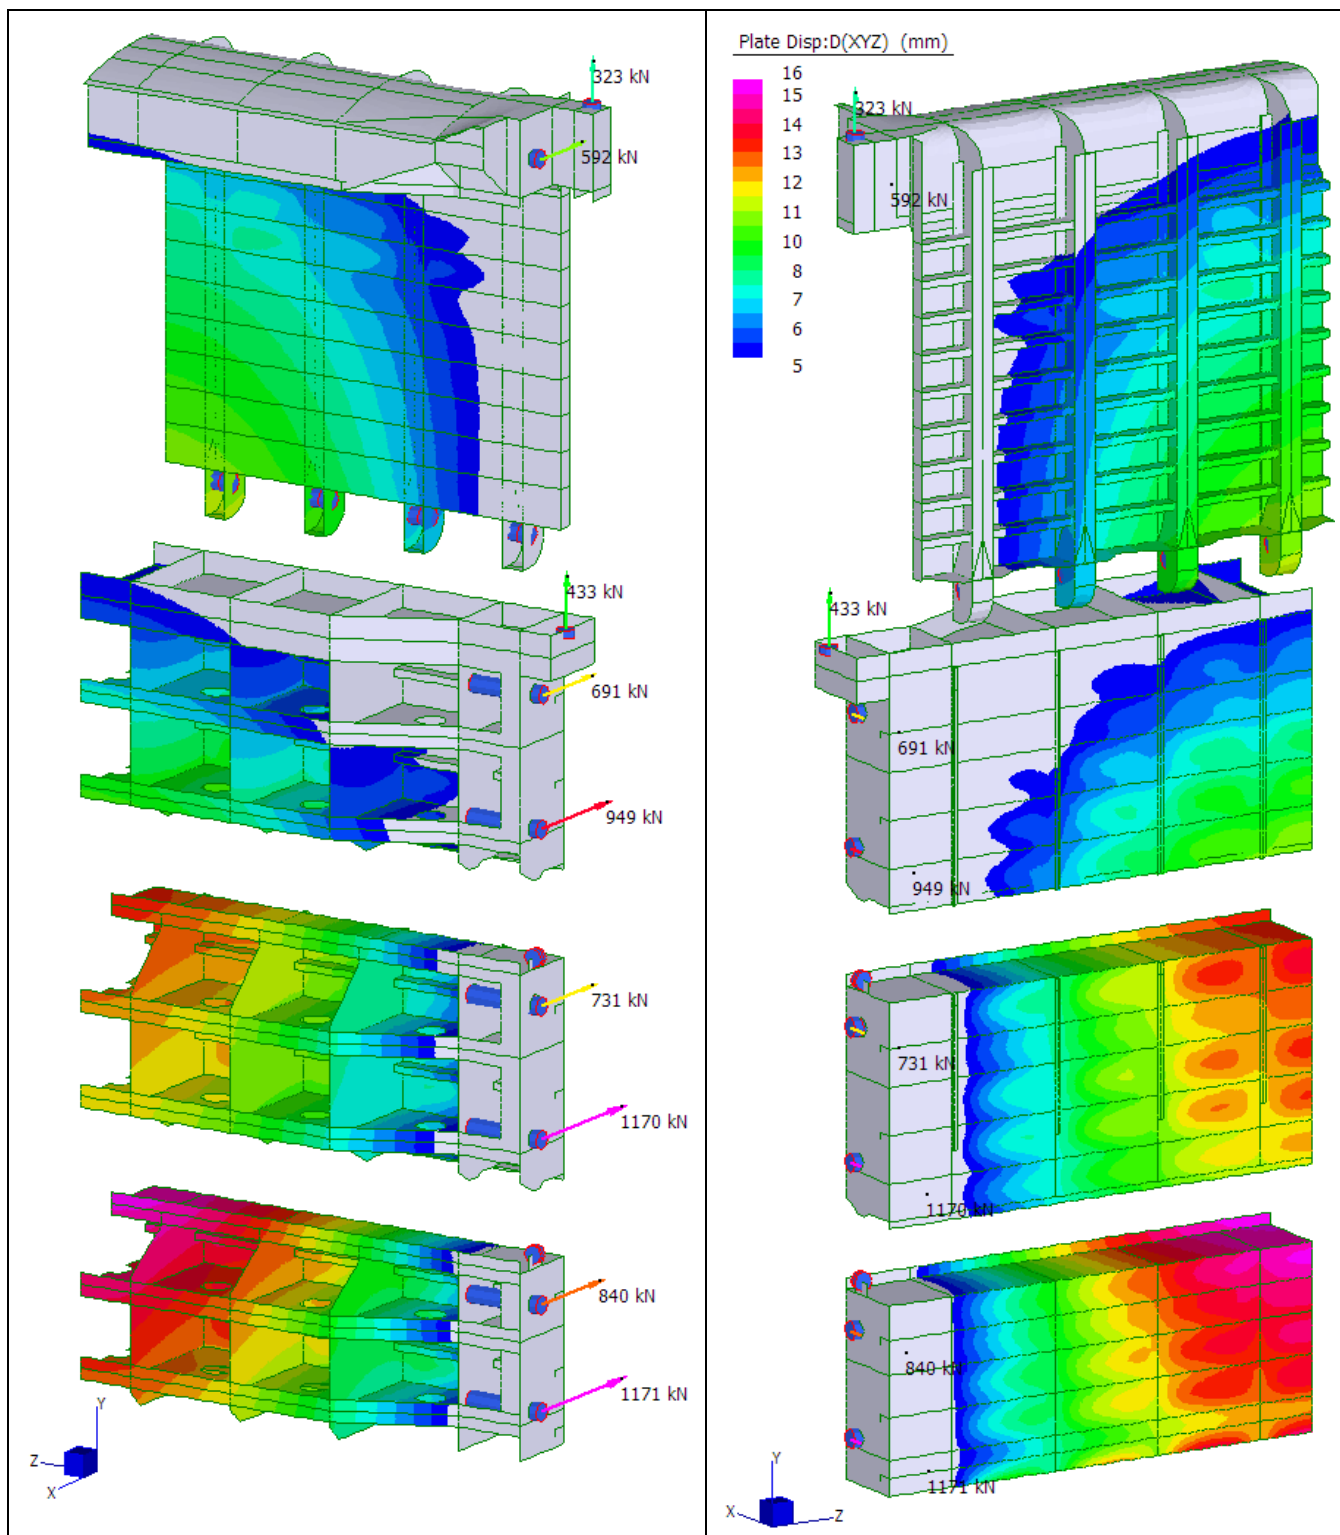 323 kN
592 kN
433 kN
691 kN
949 kN
731 kN
1170 kN
840 kN
1171 kN
Y
Z
X
Plate Disp:D(XYZ) (mm)
16
15
14
13
12
11
10
8
7
6
5
323 kN
592 kN
433 kN
691 kN
949 kN
731 kN
1170 kN
840 kN
1171 kN
Y
X
Z